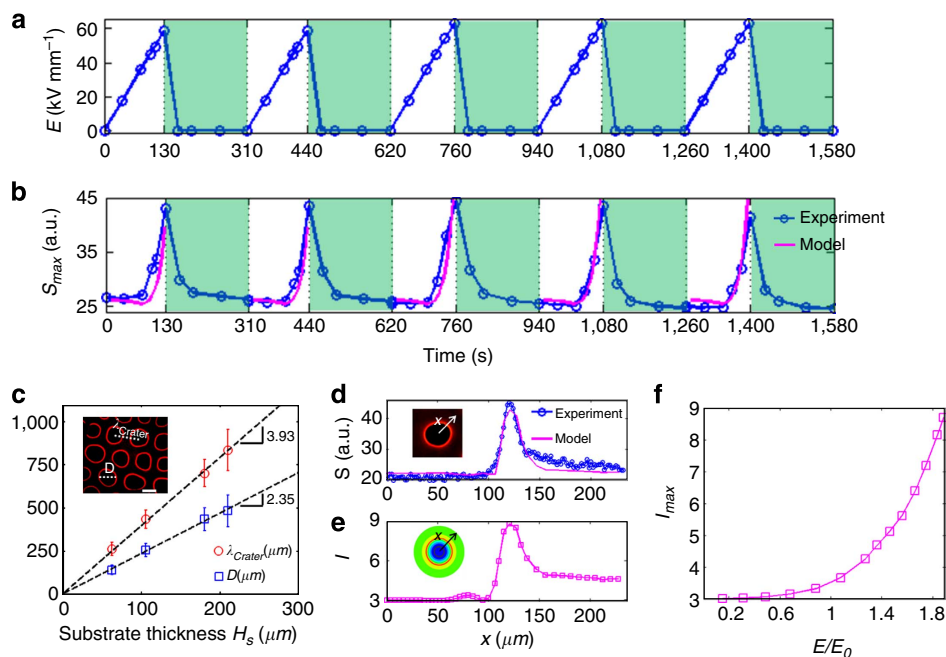 a
E (kV mm⁻¹)
60
40
20
0
0 130 310 440 620 760 940 1,080 1,260 1,400 1,580
b
S_max (a.u.)
45
35
25
Experiment
Model
0 130 310 440 620 760 940 1,080 1,260 1,400 1,580
Time (s)
c
1,000
750
500
250
0
λ_Crater
D
3.93
2.35
λ_Crater (μm)
D(μm)
0 100 200 300
Substrate thickness H_s (μm)
d
S (a.u.)
40
30
20
x
Experiment
Model
0 50 100 150 200
e
I
9
6
3
x
0 50 100 150 200
x (μm)
f
I_max
9
8
7
6
5
4
3
0.2 0.6 1 1.4 1.8
E/E₀